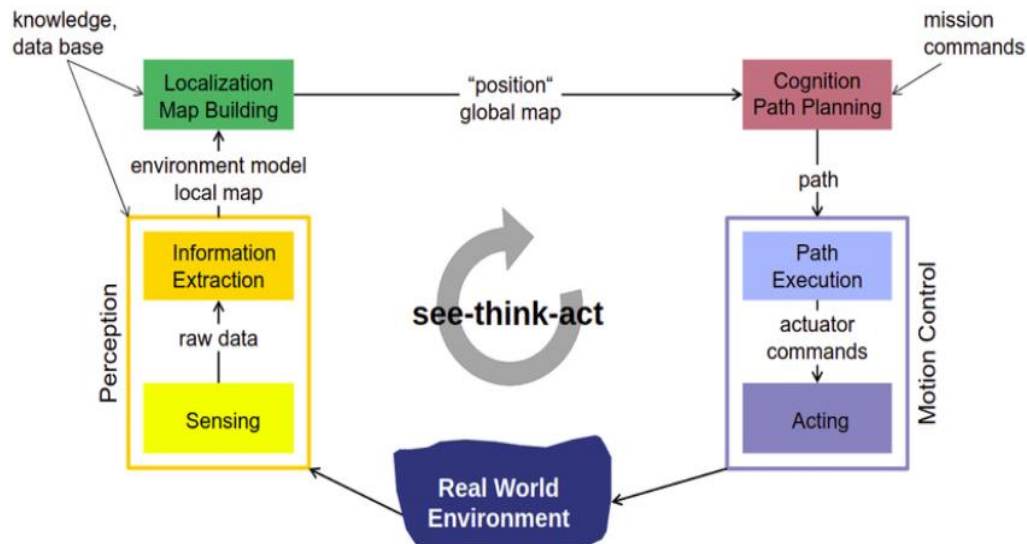 knowledge,
data base
mission
commands
Localization
Map Building
"position"
global map
Cognition
Path Planning
environment model
local map
path
Perception
Information
Extraction
raw data
Sensing
see-think-act
Path
Execution
actuator
commands
Acting
Motion Control
Real World
Environment